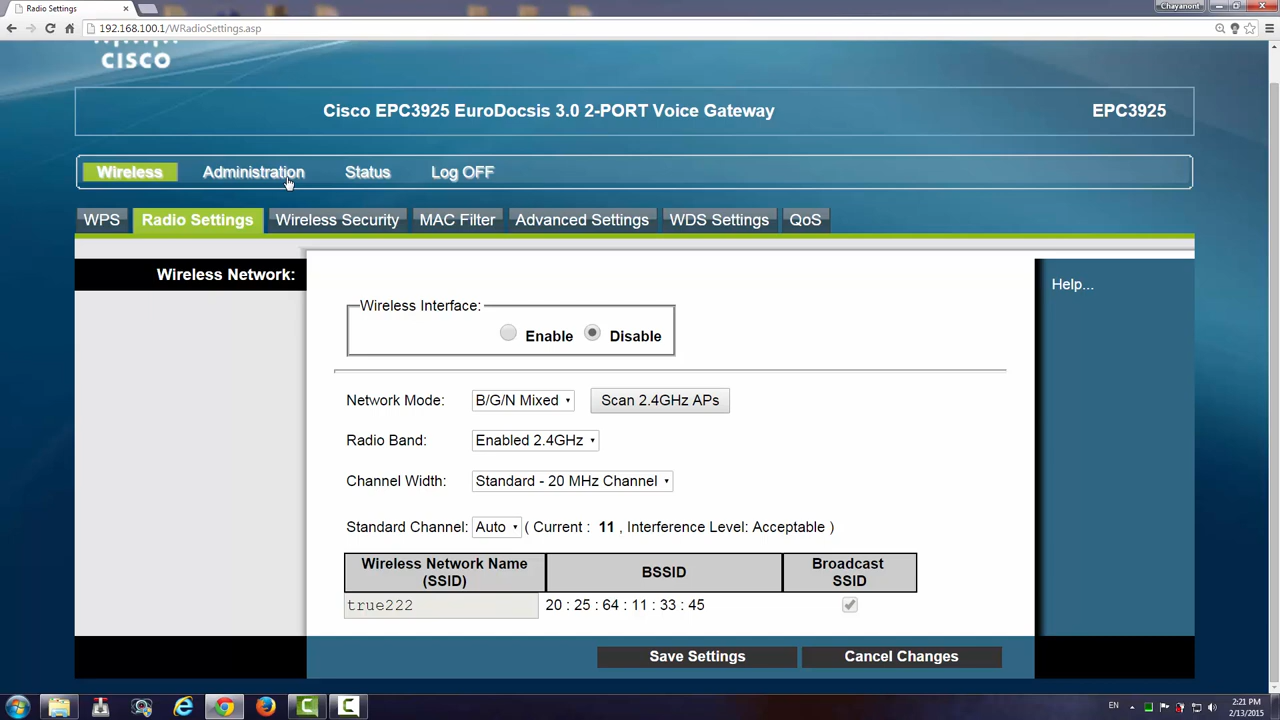 Radio Settings
Chayanont
192.168.100.1/WRadioSettings.asp
CISCO
Cisco EPC3925 EuroDocsis 3.0 2-PORT Voice Gateway
EPC3925
Wireless
Administration
Status
Log OFF
WPS
Radio Settings
Wireless Security
MAC Filter
Advanced Settings
WDS Settings
QoS
Wireless Network:
Help...
Wireless Interface:
Enable
Disable
Network Mode:
B/G/N Mixed
Scan 2.4GHz APs
Radio Band:
Enabled 2.4GHz
Channel Width:
Standard - 20 MHz Channel
Standard Channel:
Auto
( Current : 11 , Interference Level: Acceptable )
Wireless Network Name
(SSID)
BSSID
Broadcast
SSID
true222
20 : 25 : 64 : 11 : 33 : 45
Save Settings
Cancel Changes
EN
2:21 PM
2/13/2015